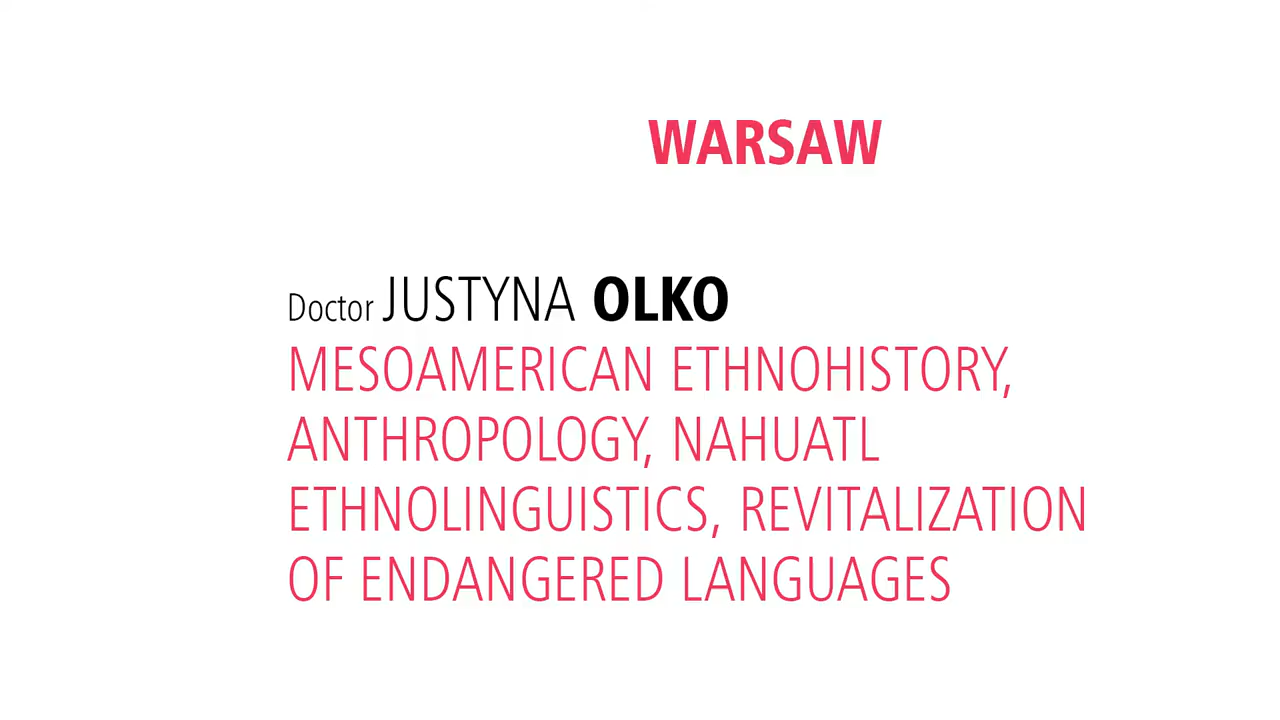 WARSAW
Doctor JUSTYNA OLKO
MESOAMERICAN ETHNOHISTORY,
ANTHROPOLOGY, NAHUATL
ETHNOLINGUISTICS, REVITALIZATION
OF ENDANGERED LANGUAGES